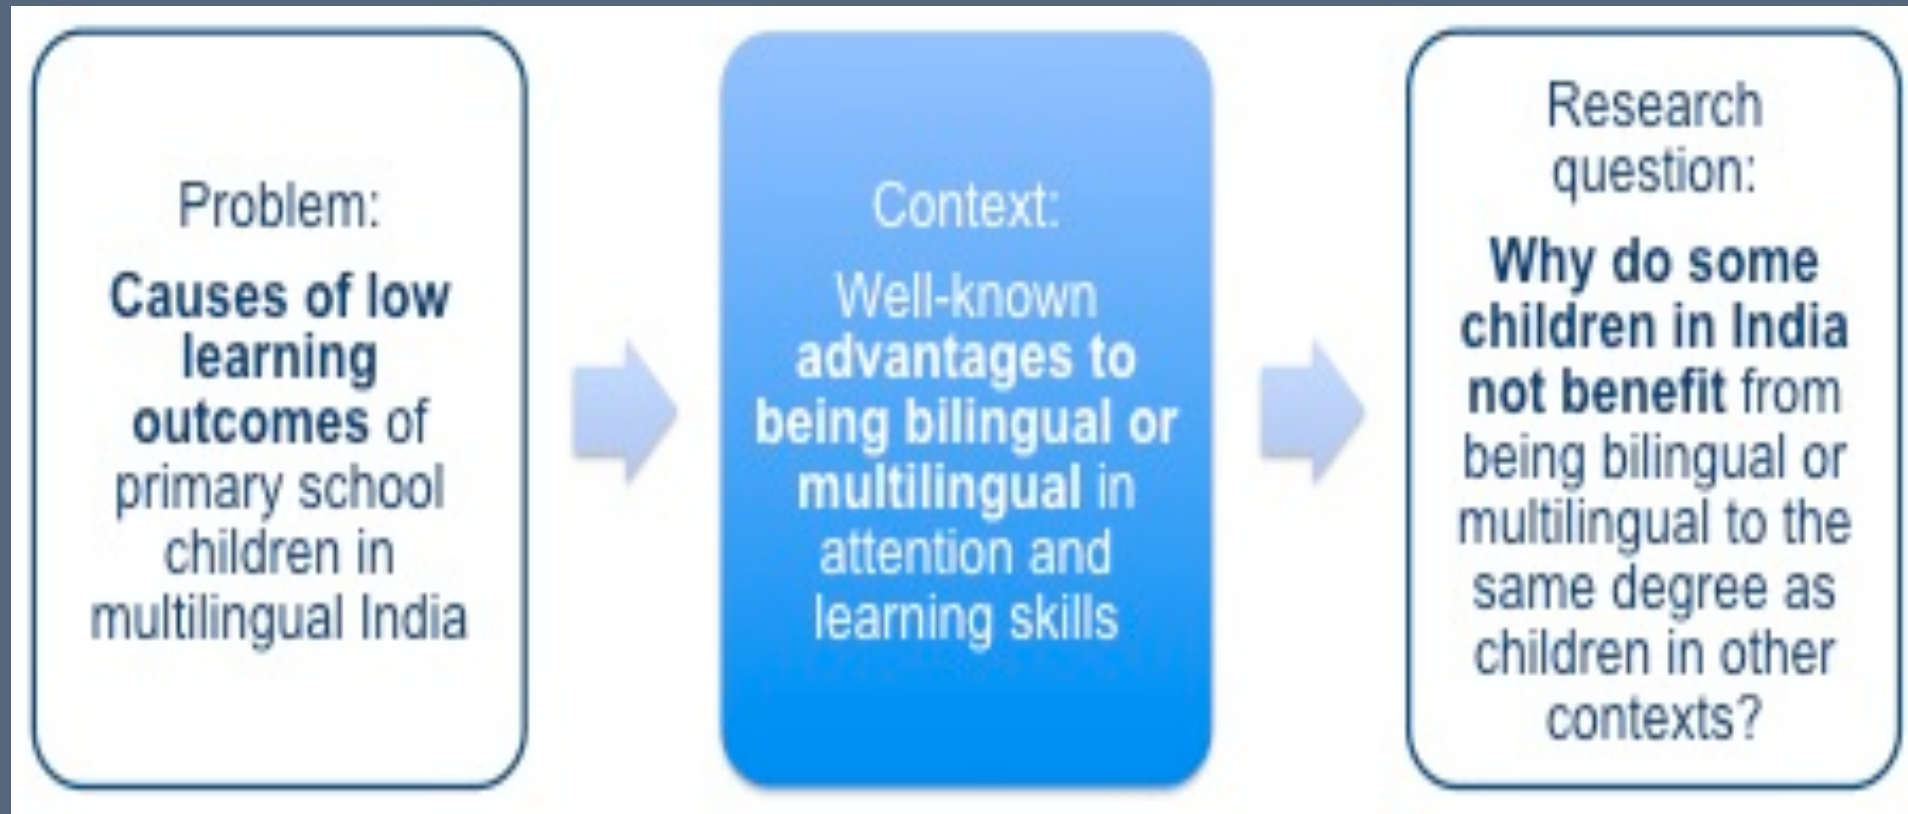 Problem:
Causes of low
learning
outcomes of
primary school
children in
multilingual India
Context:
Well-known
advantages to
being bilingual or
multilingual in
attention and
learning skills
Research
question:
Why do some
children in India
not benefit from
being bilingual or
multilingual to the
same degree as
children in other
contexts?